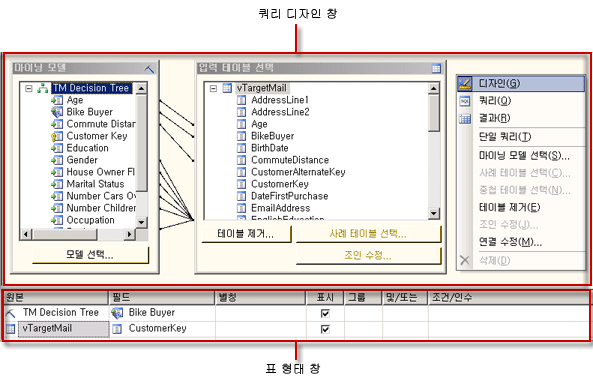 쿼리 디자인 창
마이닝 모델
TM Decision Tree
Age
Bike Buyer
Commute Distan
Customer Key
Education
Gender
House Owner Fl
Marital Status
Number Cars Ov
Number Children
Occupation
모델 선택...
입력 테이블 선택
vTargetMail
AddressLine1
AddressLine2
Age
BikeBuyer
BirthDate
CommuteDistance
CustomerAlternateKey
CustomerKey
DateFirstPurchase
EmailAddress
EnglishEducation
테이블 제거...
사례 테이블 선택...
조인 수정...
디자인(G)
쿼리(Q)
결과(R)
단일 쿼리(T)
마이닝 모델 선택(S)...
사례 테이블 선택(C)...
중첩 테이블 선택(N)...
테이블 제거(E)
조인 수정(J)...
연결 수정(M)...
삭제(D)
원본 필드 별칭 표시 그룹 및/또는 조건/인수
TM Decision Tree Bike Buyer
vTargetMail CustomerKey
표 형태 창